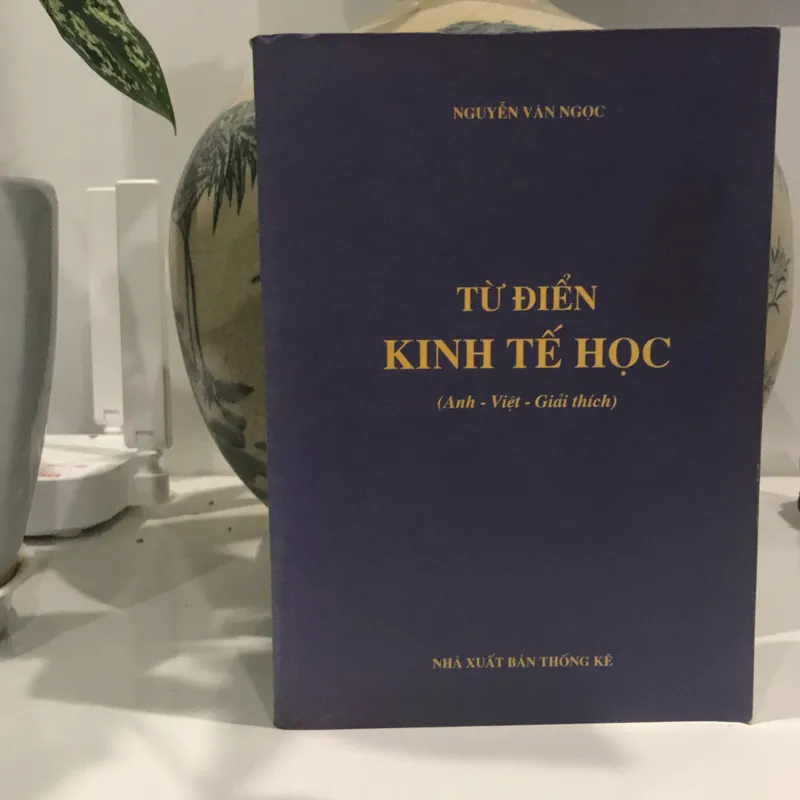 NGUYỄN VĂN NGỌC
TỪ ĐIỂN
KINH TẾ HỌC
(Anh - Việt - Giải thích)
NHÀ XUẤT BẢN THỐNG KÊ